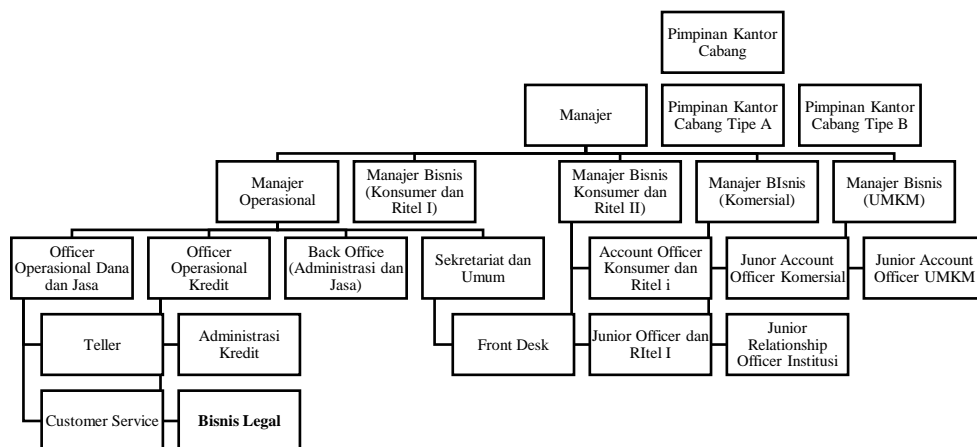 Pimpinan Kantor
Cabang
Manajer
Pimpinan Kantor
Cabang Tipe A
Pimpinan Kantor
Cabang Tipe B
Manajer
Operasional
Manajer Bisnis
(Konsumer dan
Ritel I)
Manajer Bisnis
Konsumer dan
Ritel II)
Manajer BIsnis
(Komersial)
Manajer Bisnis
(UMKM)
Officer
Operasional Dana
dan Jasa
Officer
Operasional
Kredit
Back Office
(Administrasi dan
Jasa)
Sekretariat dan
Umum
Account Officer
Konsumer dan
Ritel i
Junor Account
Officer Komersial
Junior Account
Officer UMKM
Teller
Administrasi
Kredit
Front Desk
Junior Officer dan
RItel I
Junior
Relationship
Officer Institusi
Customer Service
Bisnis Legal